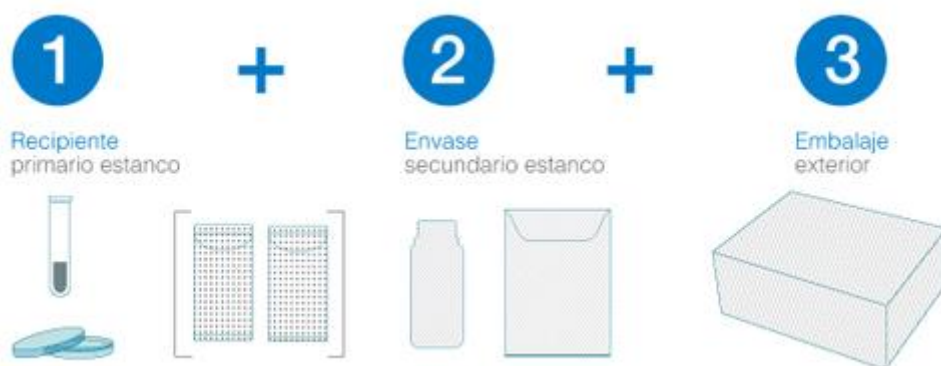 1 + 2 + 3
Recipiente
primario estanco
Envase
secundario estanco
Embalaje
exterior